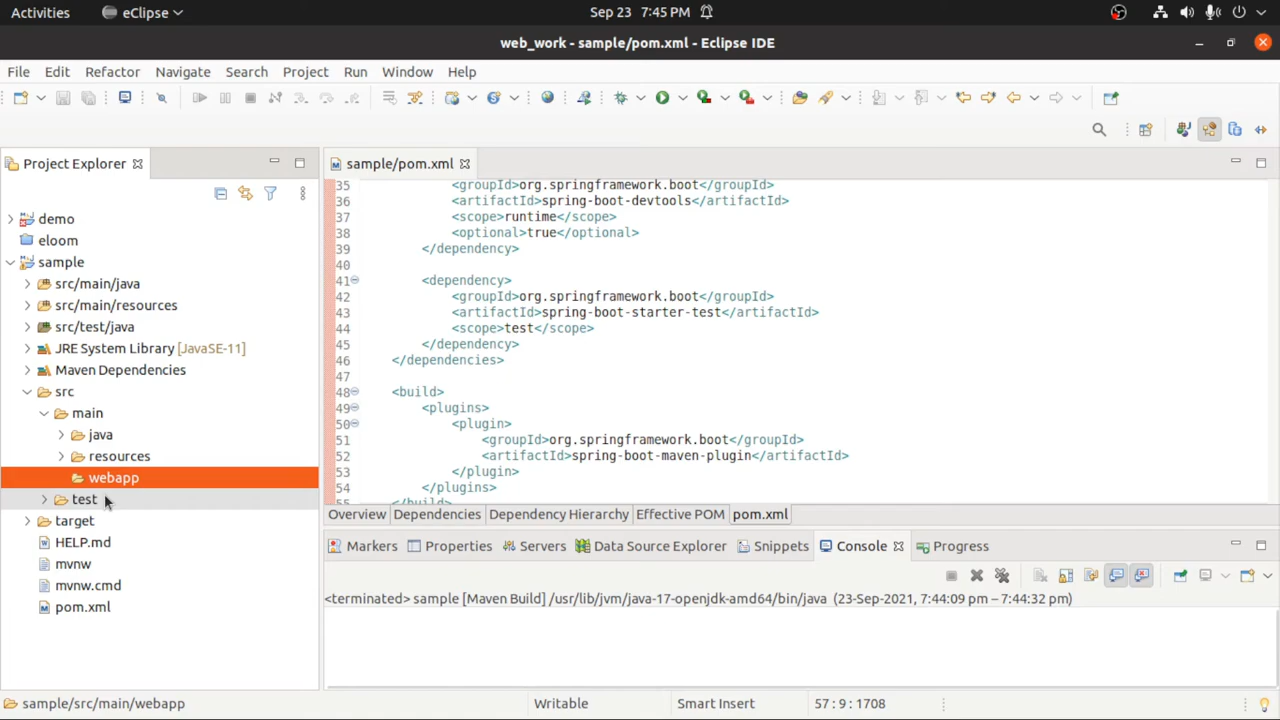 Activities eClipse Sep 23 7:45 PM
web_work - sample/pom.xml - Eclipse IDE
File Edit Refactor Navigate Search Project Run Window Help
Project Explorer
demo
eloom
sample
src/main/java
src/main/resources
src/test/java
JRE System Library [JavaSE-11]
Maven Dependencies
src
main
java
resources
webapp
test
target
HELP.md
mvnw
mvnw.cmd
pom.xml
sample/pom.xml
35 <groupId>org.springframework.boot</groupId>
36 <artifactId>spring-boot-devtools</artifactId>
37 <scope>runtime</scope>
38 <optional>true</optional>
39 </dependency>
40
41 <dependency>
42 <groupId>org.springframework.boot</groupId>
43 <artifactId>spring-boot-starter-test</artifactId>
44 <scope>test</scope>
45 </dependency>
46 </dependencies>
47
48 <build>
49 <plugins>
50 <plugin>
51 <groupId>org.springframework.boot</groupId>
52 <artifactId>spring-boot-maven-plugin</artifactId>
53 </plugin>
54 </plugins>
55 </build>
Overview Dependencies Dependency Hierarchy Effective POM pom.xml
Markers Properties Servers Data Source Explorer Snippets Console Progress
<terminated> sample [Maven Build] /usr/lib/jvm/java-17-openjdk-amd64/bin/java (23-Sep-2021, 7:44:09 pm – 7:44:32 pm)
sample/src/main/webapp Writable Smart Insert 57 : 9 : 1708